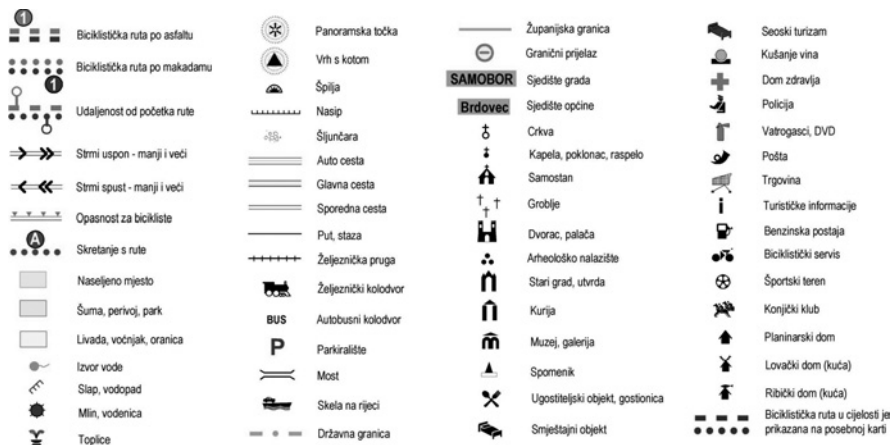 1
Biciklistička ruta po asfaltu
Biciklistička ruta po makadamu
1
Udaljenost od početka rute
Strmi uspon - manji i veći
Strmi spust - manji i veći
Opasnost za bicikliste
A
Skretanje s rute
Naseljeno mjesto
Šuma, perivoj, park
Livada, voćnjak, oranica
Izvor vode
Slap, vodopad
Mlin, vodenica
Toplice
Panoramska točka
Vrh s kotom
Špilja
Nasip
Šljunčara
Auto cesta
Glavna cesta
Sporedna cesta
Put, staza
Željeznička pruga
Željeznički kolodvor
BUS Autobusni kolodvor
P Parkiralište
Most
Skela na rijeci
Državna granica
Županijska granica
Granični prijelaz
SAMOBOR Sjedište grada
Brdovec Sjedište općine
Crkva
Kapela, poklonac, raspelo
Samostan
Groblje
Dvorac, palača
Arheološko nalazište
Stari grad, utvrda
Kurija
Muzej, galerija
Spomenik
Ugostiteljski objekt, gostionica
Smještajni objekt
Seoski turizam
Kušanje vina
Dom zdravlja
Policija
Vatrogasci, DVD
Pošta
Trgovina
i Turističke informacije
Benzinska postaja
Biciklistički servis
Športski teren
Konjički klub
Planinarski dom
Lovački dom (kuća)
Ribički dom (kuća)
Biciklistička ruta u cijelosti je
prikazana na posebnoj karti